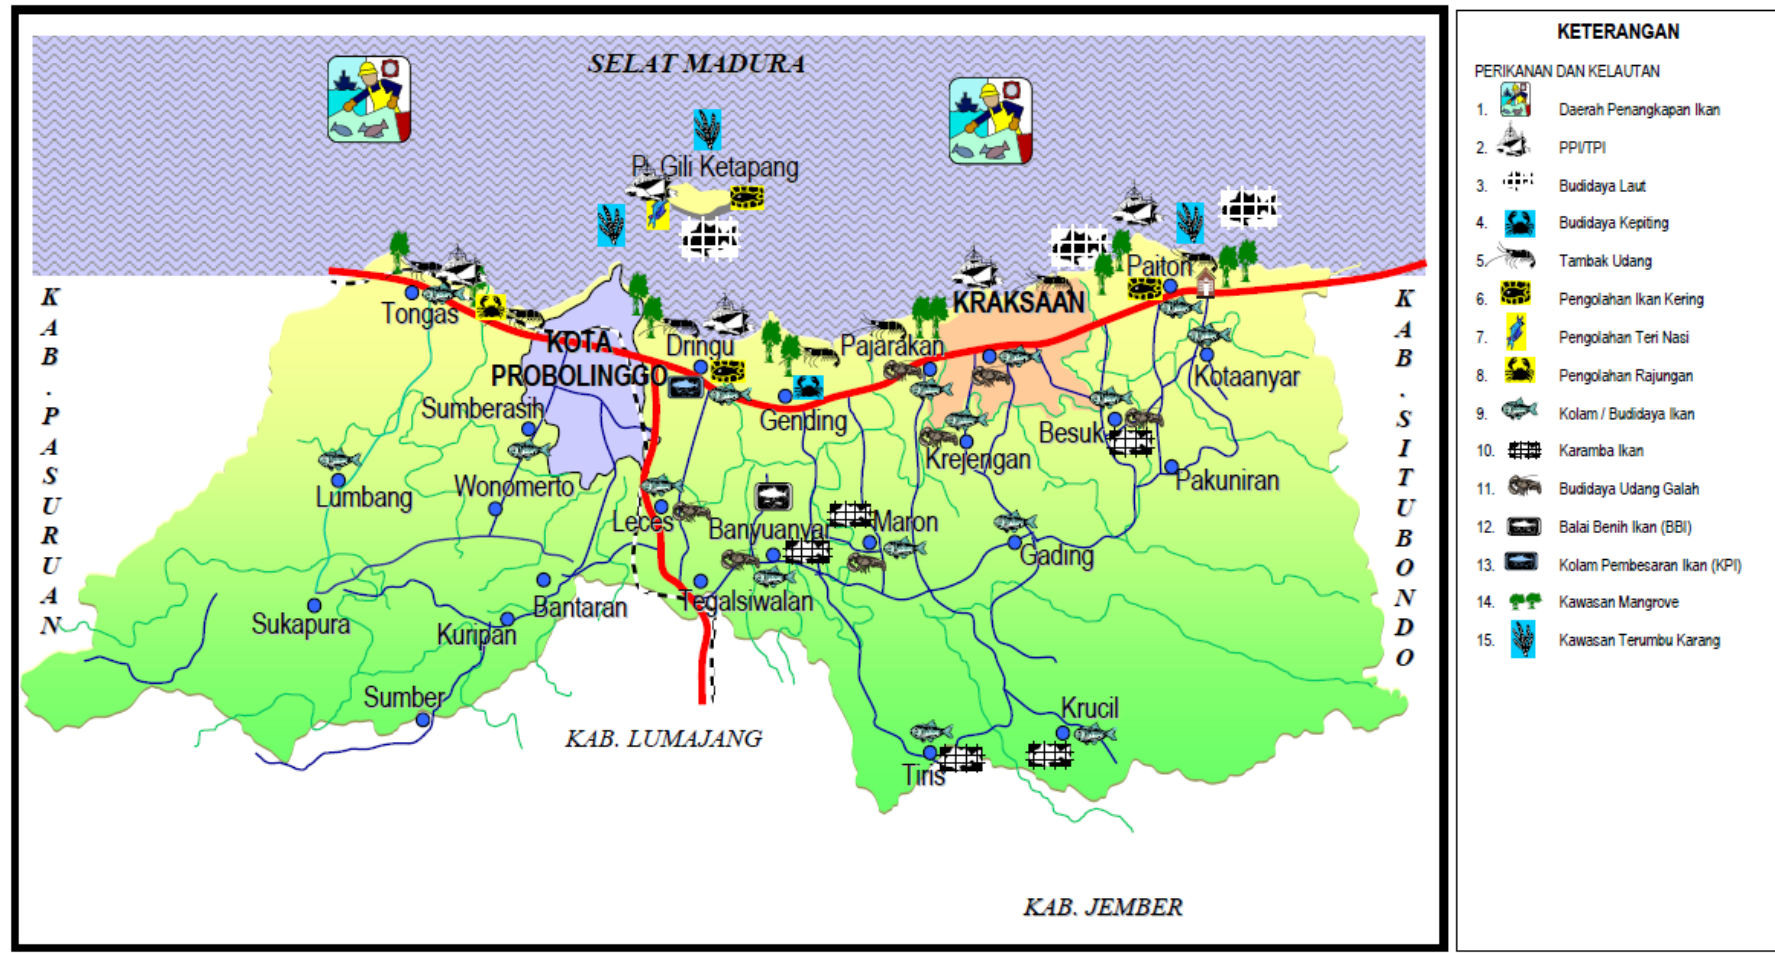 SELAT MADURA
P. Gili Ketapang
Paiton
KRAKSAAN
Tongas
KOTA
PROBOLINGGO
Dringu
Pajarakan
Kotaanyar
Sumberasih
Gending
Besuk
Krejengan
Pakuniran
Lumbang
Wonomerto
Leces
Banyuanyar
Maron
Gading
Tegalsiwalan
Bantaran
Sukapura
Kuripan
Sumber
Krucil
Tiris
KAB. PASURUAN
KAB. SITUBONDO
KAB. LUMAJANG
KAB. JEMBER
KETERANGAN
PERIKANAN DAN KELAUTAN
1. Daerah Penangkapan Ikan
2. PPI/TPI
3. Budidaya Laut
4. Budidaya Kepiting
5. Tambak Udang
6. Pengolahan Ikan Kering
7. Pengolahan Teri Nasi
8. Pengolahan Rajungan
9. Kolam / Budidaya Ikan
10. Karamba Ikan
11. Budidaya Udang Galah
12. Balai Benih Ikan (BBI)
13. Kolam Pembesaran Ikan (KPI)
14. Kawasan Mangrove
15. Kawasan Terumbu Karang